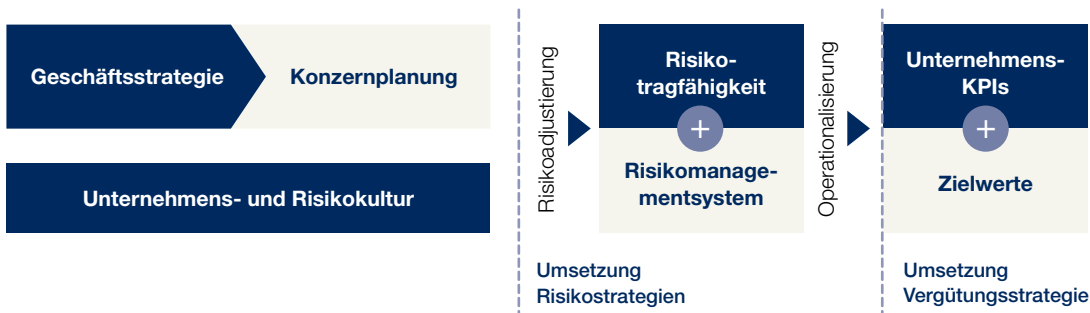 Geschäftsstrategie
Konzernplanung
Unternehmens- und Risikokultur
Risikoadjustierung
Risiko-
tragfähigkeit
+
Risikomanage-
mentsystem
Umsetzung
Risikostrategien
Operationalisierung
Unternehmens-
KPIs
+
Zielwerte
Umsetzung
Vergütungsstrategie